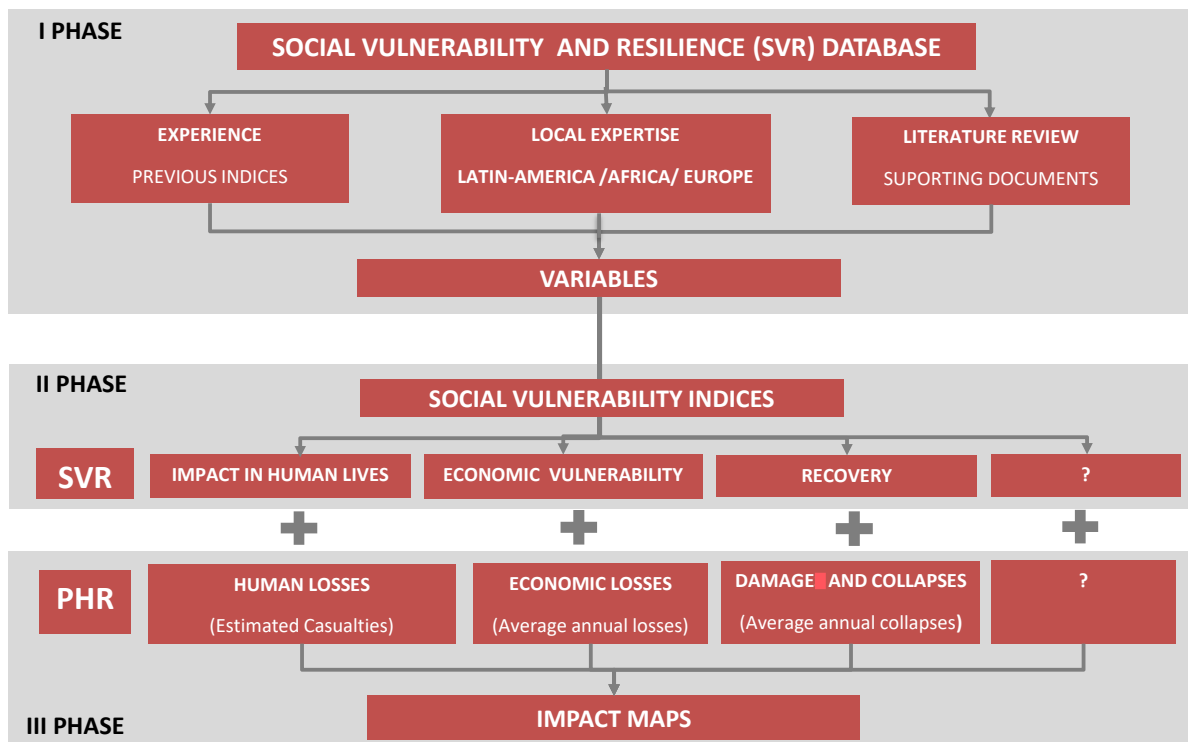 I PHASE
SOCIAL VULNERABILITY AND RESILIENCE (SVR) DATABASE
EXPERIENCE
PREVIOUS INDICES
LOCAL EXPERTISE
LATIN-AMERICA /AFRICA/ EUROPE
LITERATURE REVIEW
SUPORTING DOCUMENTS
VARIABLES
II PHASE
SOCIAL VULNERABILITY INDICES
SVR
IMPACT IN HUMAN LIVES
ECONOMIC VULNERABILITY
RECOVERY
?
PHR
HUMAN LOSSES
(Estimated Casualties)
ECONOMIC LOSSES
(Average annual losses)
DAMAGE AND COLLAPSES
(Average annual collapses)
?
III PHASE
IMPACT MAPS